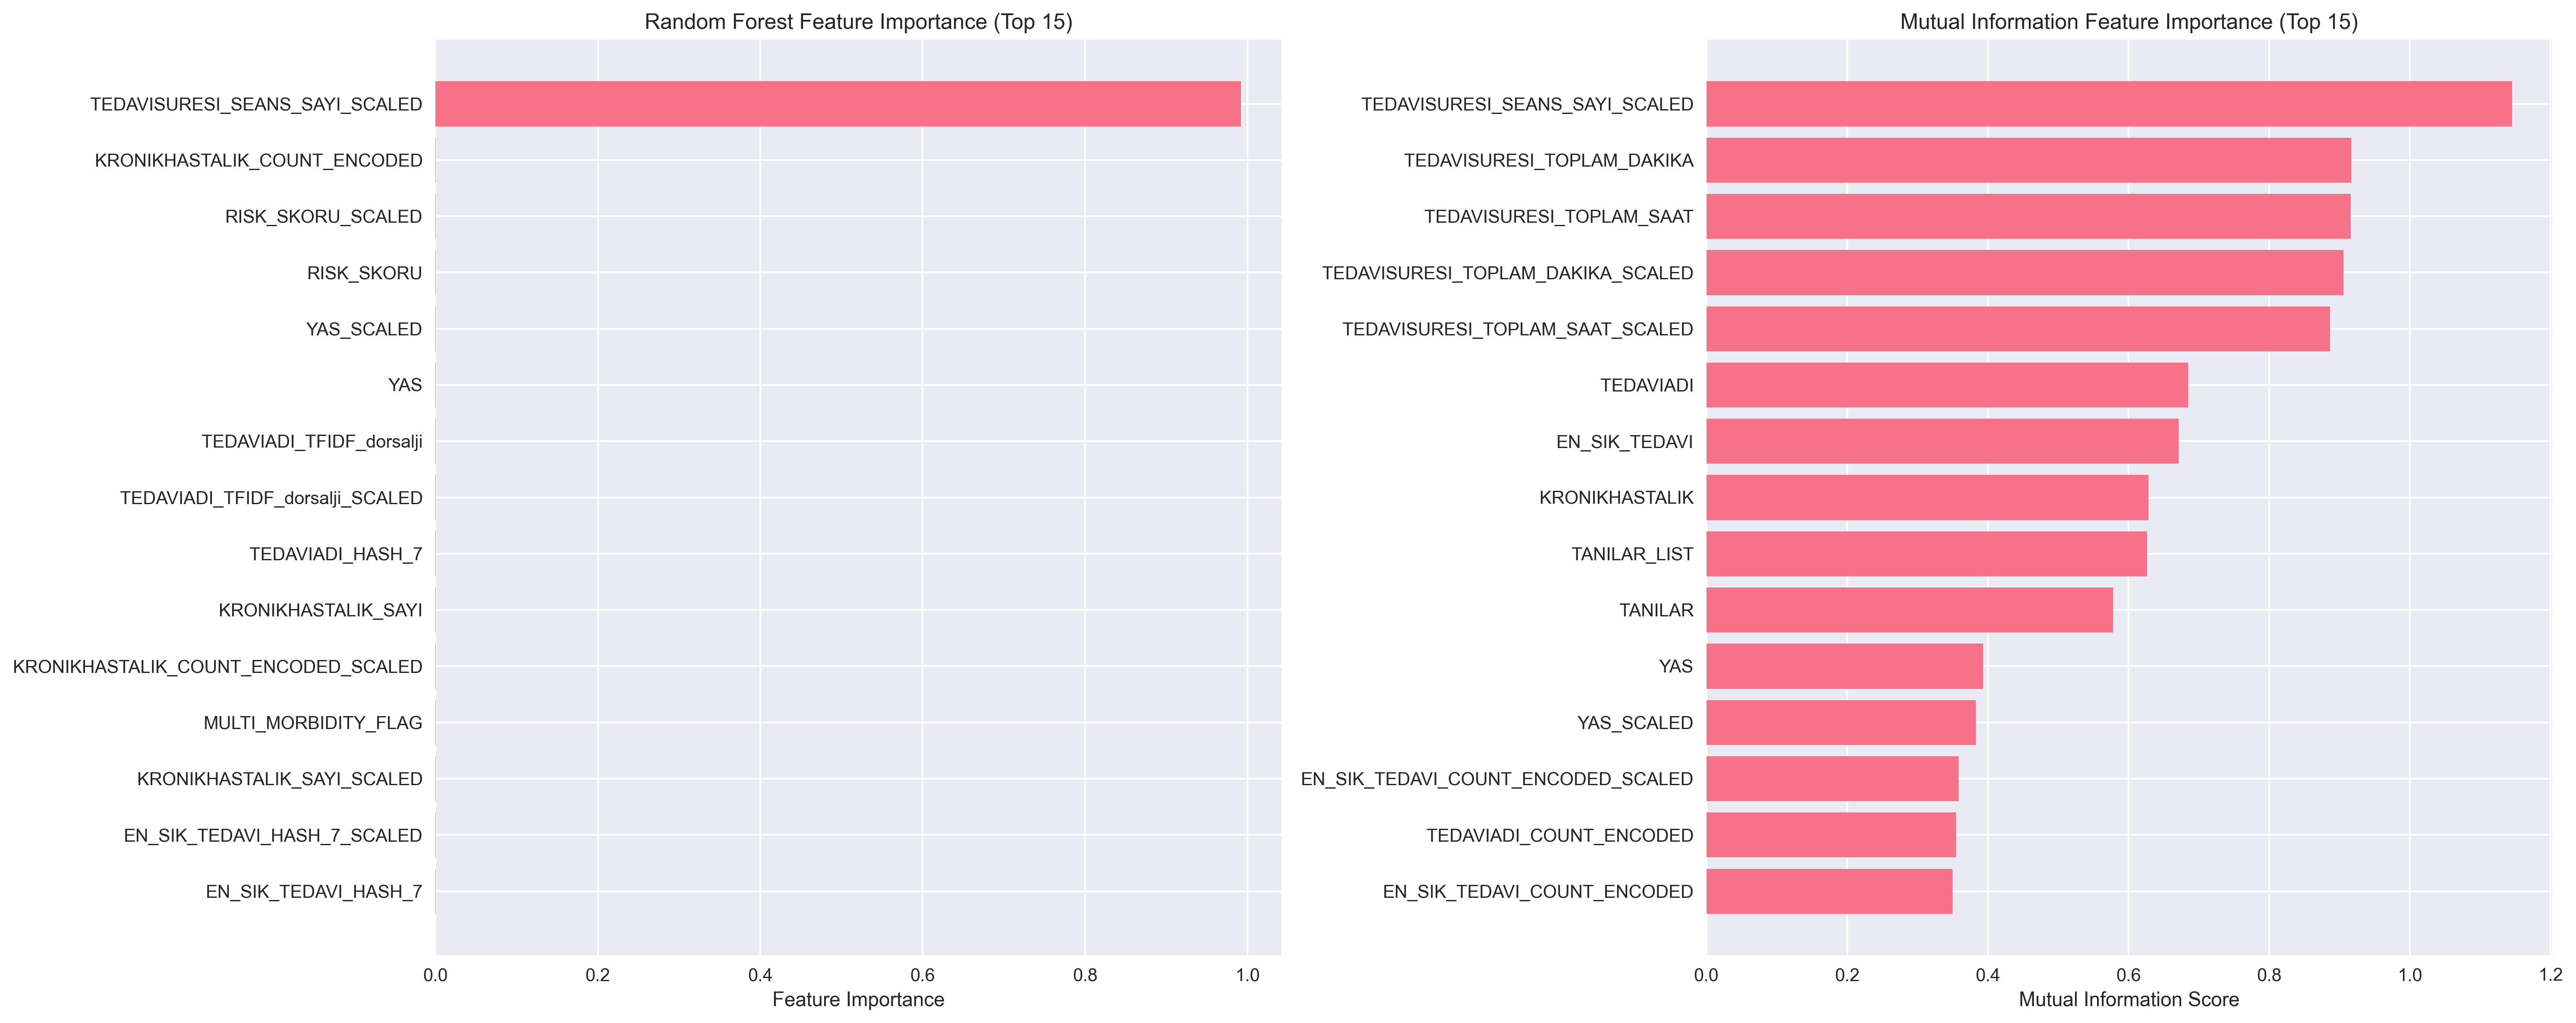 Random Forest Feature Importance (Top 15)
TEDAVISURESI_SEANS_SAYI_SCALED
KRONIKHASTALIK_COUNT_ENCODED
RISK_SKORU_SCALED
RISK_SKORU
YAS_SCALED
YAS
TEDAVIADI_TFIDF_dorsalji
TEDAVIADI_TFIDF_dorsalji_SCALED
TEDAVIADI_HASH_7
KRONIKHASTALIK_SAYI
KRONIKHASTALIK_COUNT_ENCODED_SCALED
MULTI_MORBIDITY_FLAG
KRONIKHASTALIK_SAYI_SCALED
EN_SIK_TEDAVI_HASH_7_SCALED
EN_SIK_TEDAVI_HASH_7
0.0 0.2 0.4 0.6 0.8 1.0
Feature Importance
Mutual Information Feature Importance (Top 15)
TEDAVISURESI_SEANS_SAYI_SCALED
TEDAVISURESI_TOPLAM_DAKIKA
TEDAVISURESI_TOPLAM_SAAT
TEDAVISURESI_TOPLAM_DAKIKA_SCALED
TEDAVISURESI_TOPLAM_SAAT_SCALED
TEDAVIADI
EN_SIK_TEDAVI
KRONIKHASTALIK
TANILAR_LIST
TANILAR
YAS
YAS_SCALED
EN_SIK_TEDAVI_COUNT_ENCODED_SCALED
TEDAVIADI_COUNT_ENCODED
EN_SIK_TEDAVI_COUNT_ENCODED
0.0 0.2 0.4 0.6 0.8 1.0 1.2
Mutual Information Score